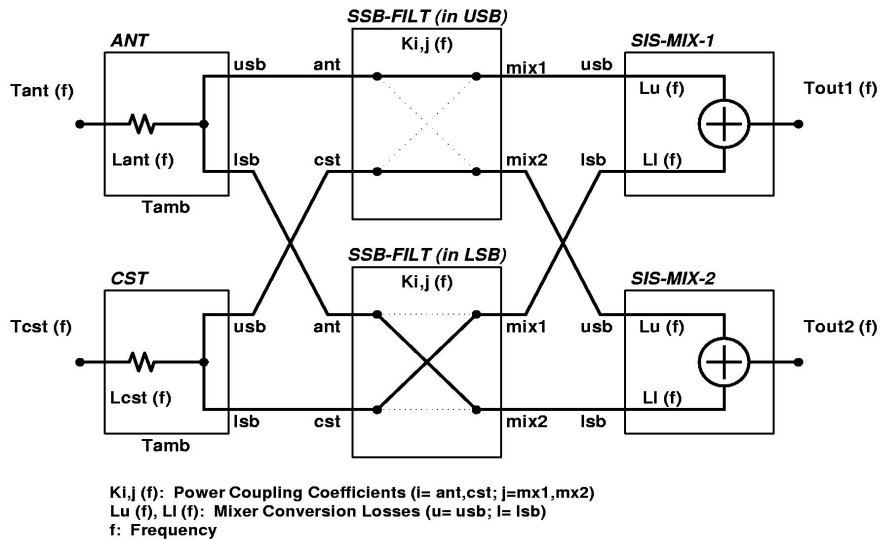 SSB-FILT (in USB)
ANT
Ki,j (f)
SIS-MIX-1
usb
ant
mix1
usb
Tant (f)
Lu (f)
Tout1 (f)
Lant (f)
lsb
cst
mix2
lsb
Ll (f)
Tamb
SSB-FILT (in LSB)
CST
Ki,j (f)
SIS-MIX-2
Tcst (f)
usb
ant
mix1
usb
Lu (f)
Tout2 (f)
Lcst (f)
lsb
cst
mix2
lsb
Ll (f)
Tamb
Ki,j (f): Power Coupling Coefficients (i= ant,cst; j=mx1,mx2)
Lu (f), Ll (f): Mixer Conversion Losses (u= usb; l= lsb)
f: Frequency